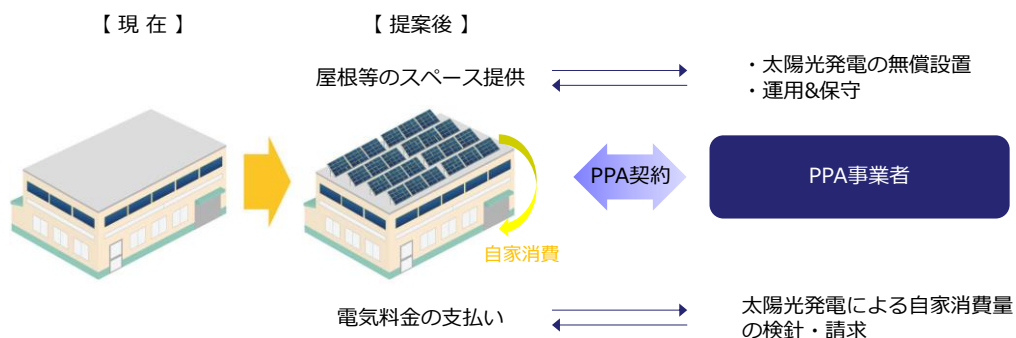 【 現 在 】
【 提案後 】
屋根等のスペース提供
・太陽光発電の無償設置
・運用&保守
PPA契約
PPA事業者
自家消費
電気料金の支払い
太陽光発電による自家消費量
の検針・請求